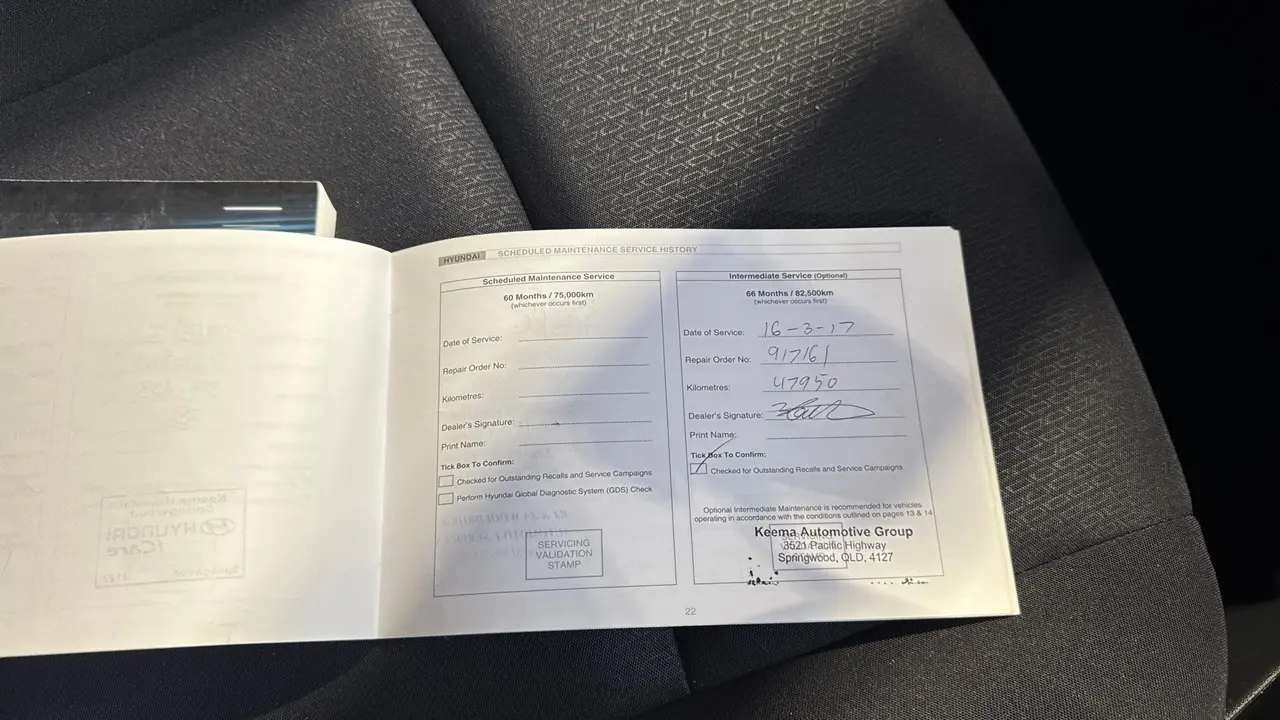 HYUNDAI SCHEDULED MAINTENANCE SERVICE HISTORY
Scheduled Maintenance Service
60 Months / 75,000km
(whichever occurs first)
Date of Service:
Repair Order No:
Kilometres:
Dealer's Signature:
Print Name:
Tick Box To Confirm:
Checked for Outstanding Recalls and Service Campaigns
Perform Hyundai Global Diagnostic System (GDS) Check
SERVICING
VALIDATION
STAMP
Intermediate Service (Optional)
66 Months / 82,500km
(whichever occurs first)
Date of Service: 16-3-17
Repair Order No: 917161
Kilometres: 47950
Dealer's Signature:
Print Name:
Tick Box To Confirm:
Checked for Outstanding Recalls and Service Campaigns
Optional Intermediate Maintenance is recommended for vehicles
operating in accordance with the conditions outlined on pages 13 & 14
Keema Automotive Group
3521 Pacific Highway
Springwood, QLD, 4127
22